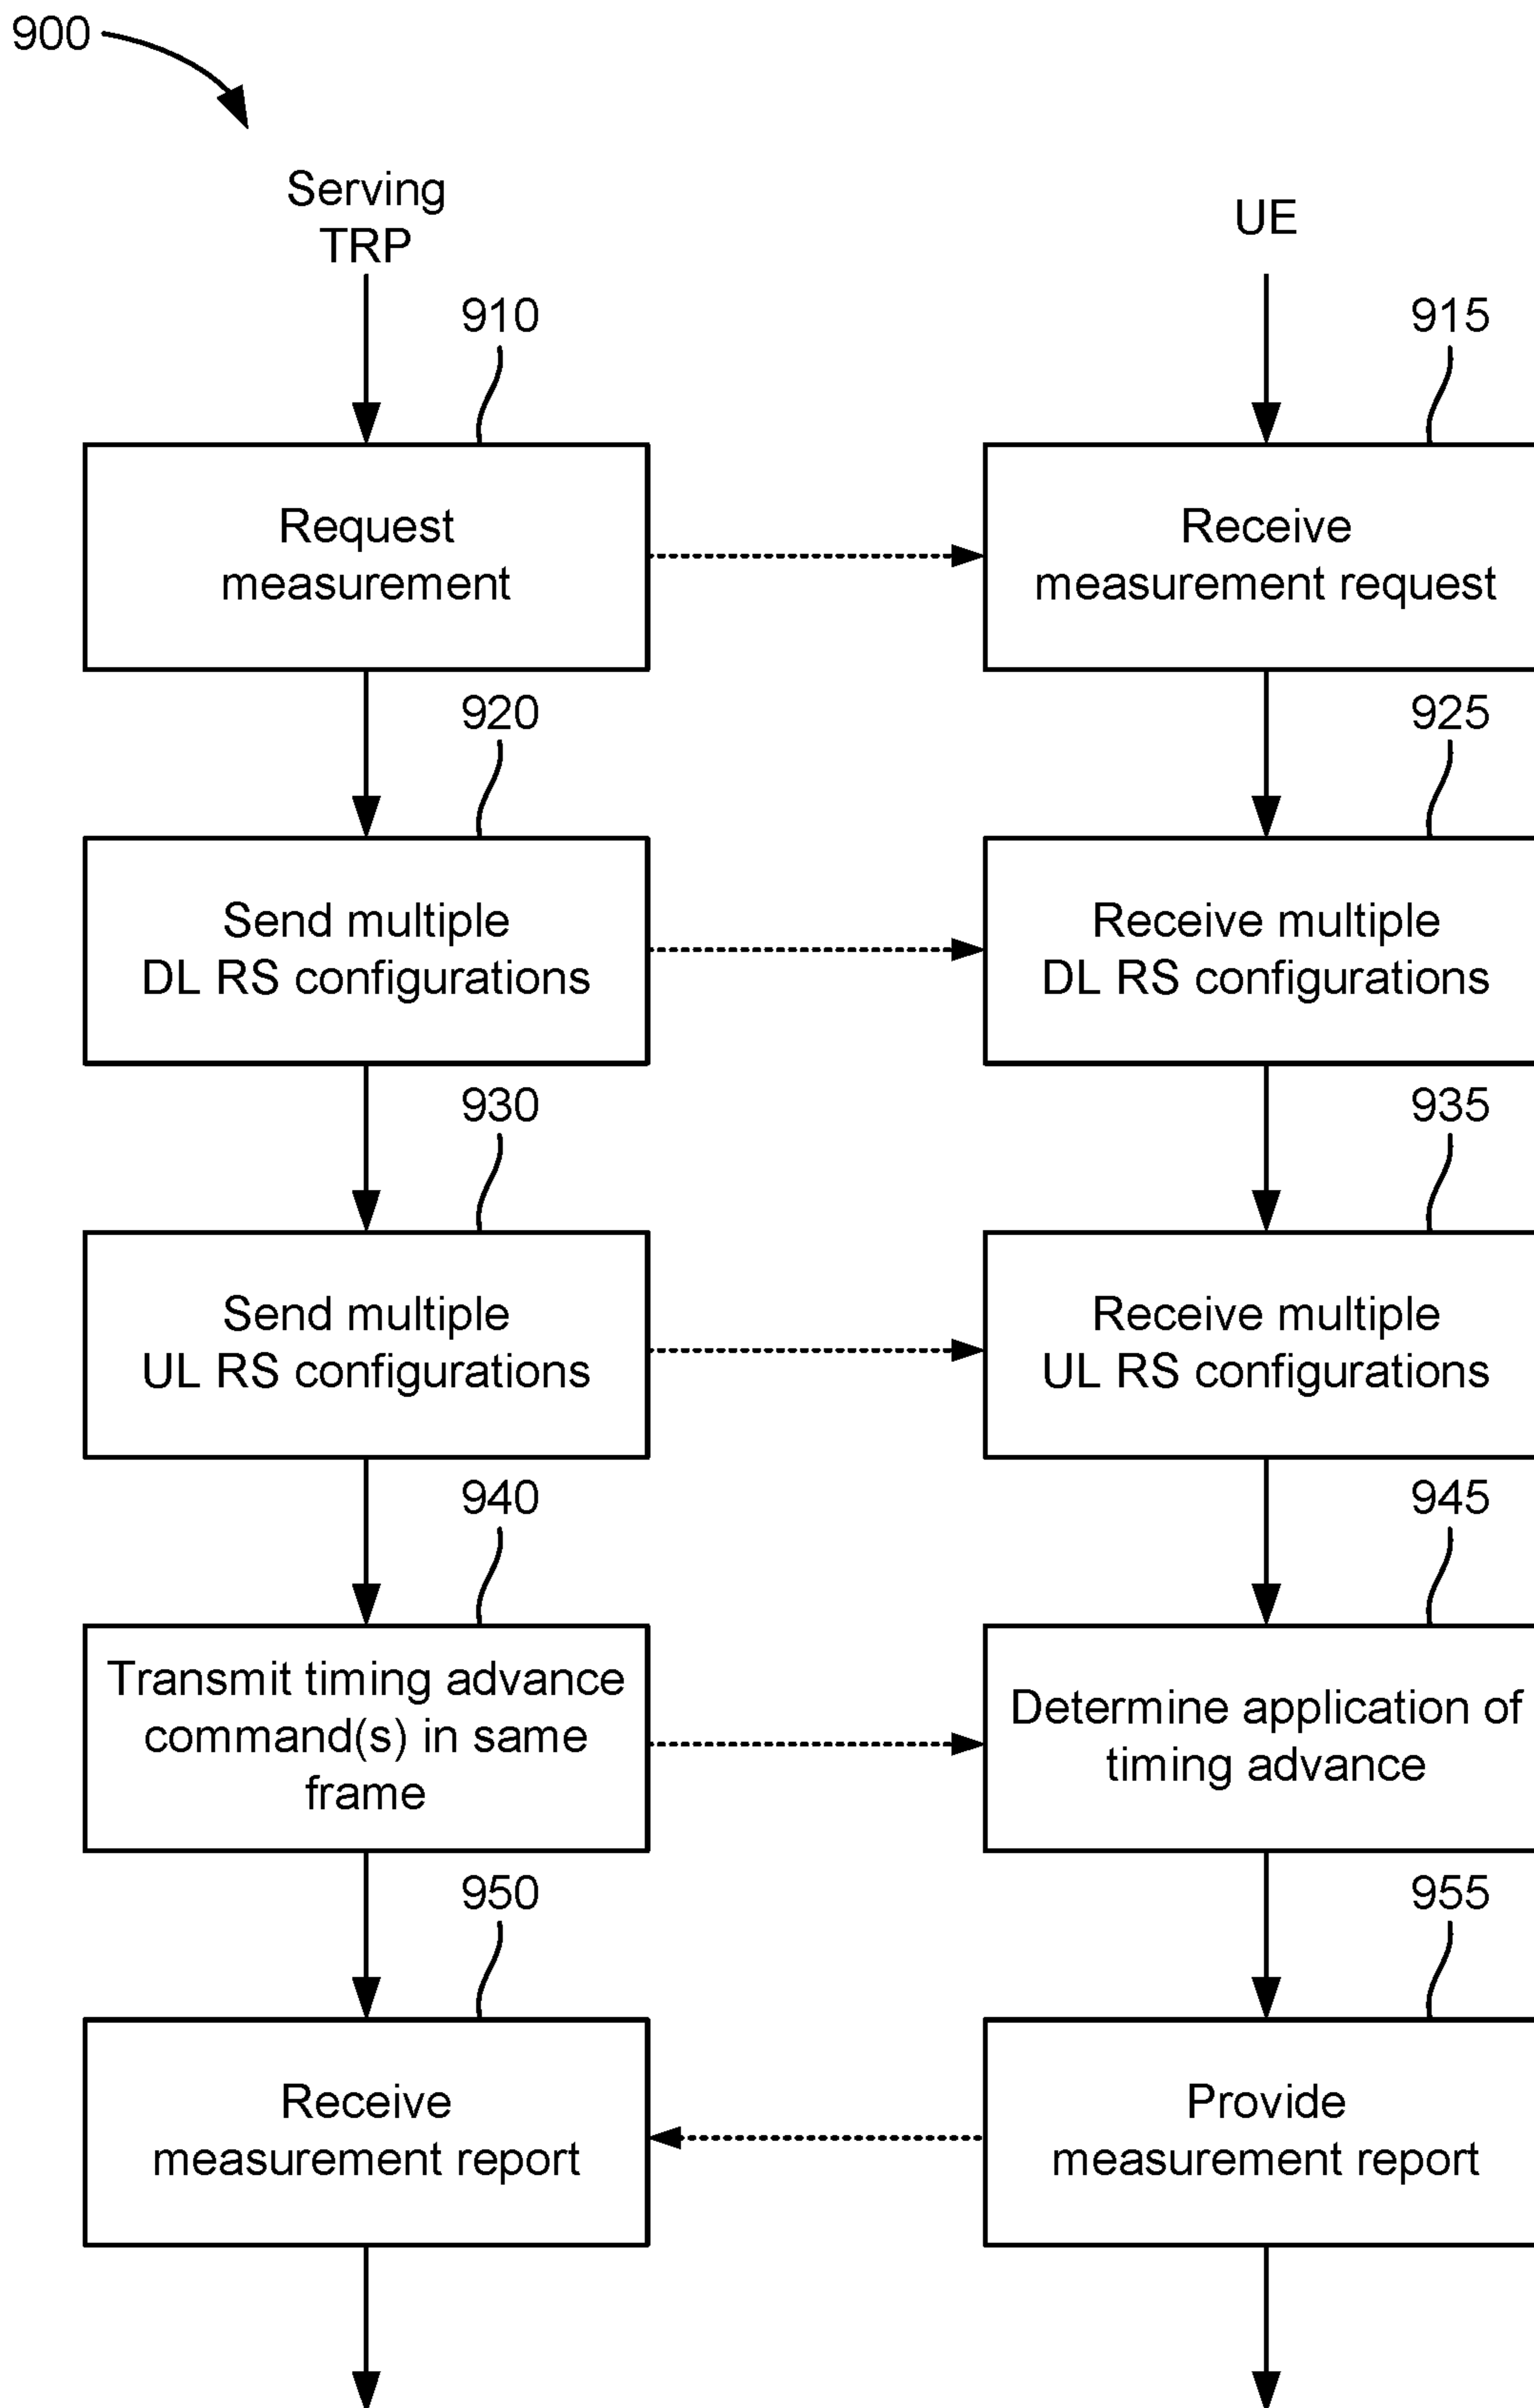 900
Serving
TRP
UE
910
915
Request
measurement
Receive
measurement request
920
925
Send multiple
DL RS configurations
Receive multiple
DL RS configurations
930
935
Send multiple
UL RS configurations
Receive multiple
UL RS configurations
940
945
Transmit timing advance
command(s) in same
frame
Determine application of
timing advance
950
955
Receive
measurement report
Provide
measurement report